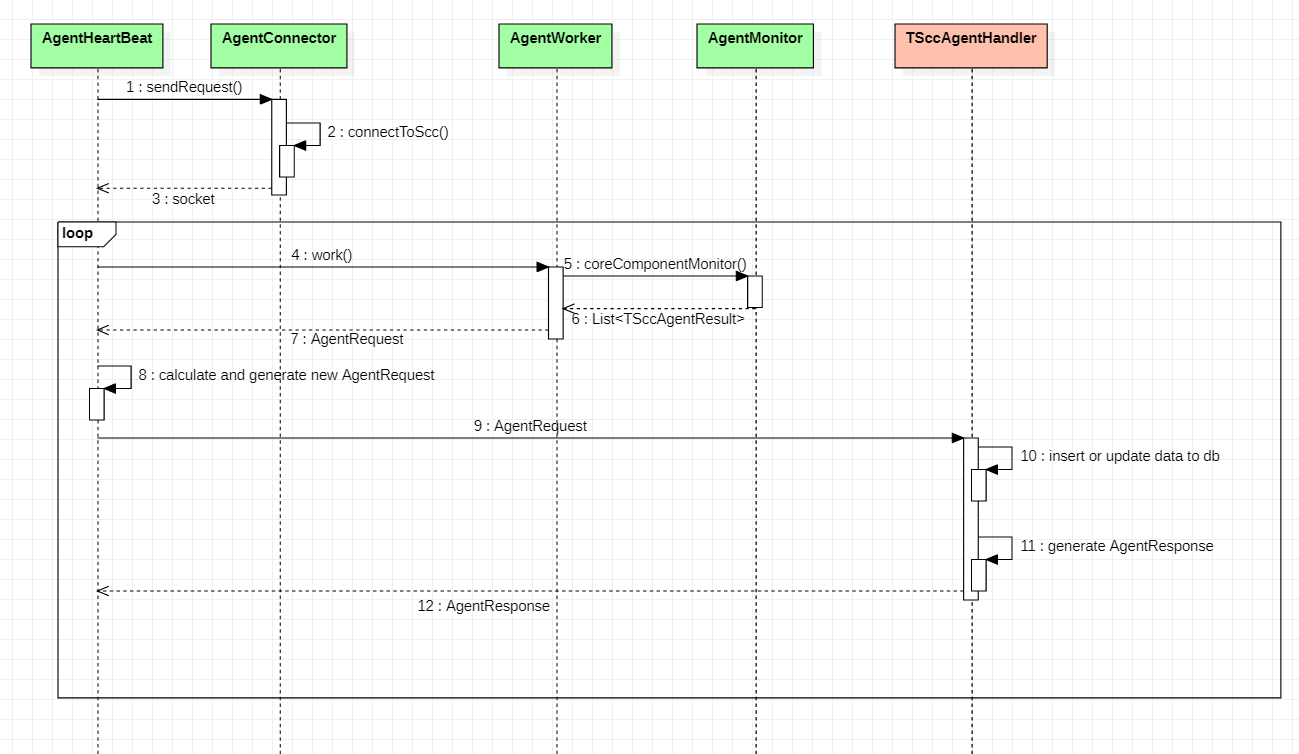 AgentHeartBeat
AgentConnector
AgentWorker
AgentMonitor
TSccAgentHandler
1 : sendRequest()
2 : connectToScc()
3 : socket
loop
4 : work()
5 : coreComponentMonitor()
6 : List<TSccAgentResult>
7 : AgentRequest
8 : calculate and generate new AgentRequest
9 : AgentRequest
10 : insert or update data to db
11 : generate AgentResponse
12 : AgentResponse